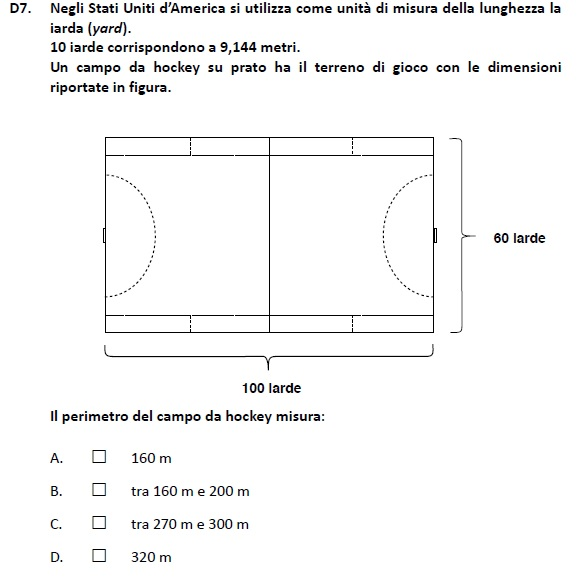 D7. Negli Stati Uniti d’America si utilizza come unità di misura della lunghezza la
iarda (yard).
10 iarde corrispondono a 9,144 metri.
Un campo da hockey su prato ha il terreno di gioco con le dimensioni
riportate in figura.
60 Iarde
100 Iarde
Il perimetro del campo da hockey misura:
A. 160 m
B. tra 160 m e 200 m
C. tra 270 m e 300 m
D. 320 m